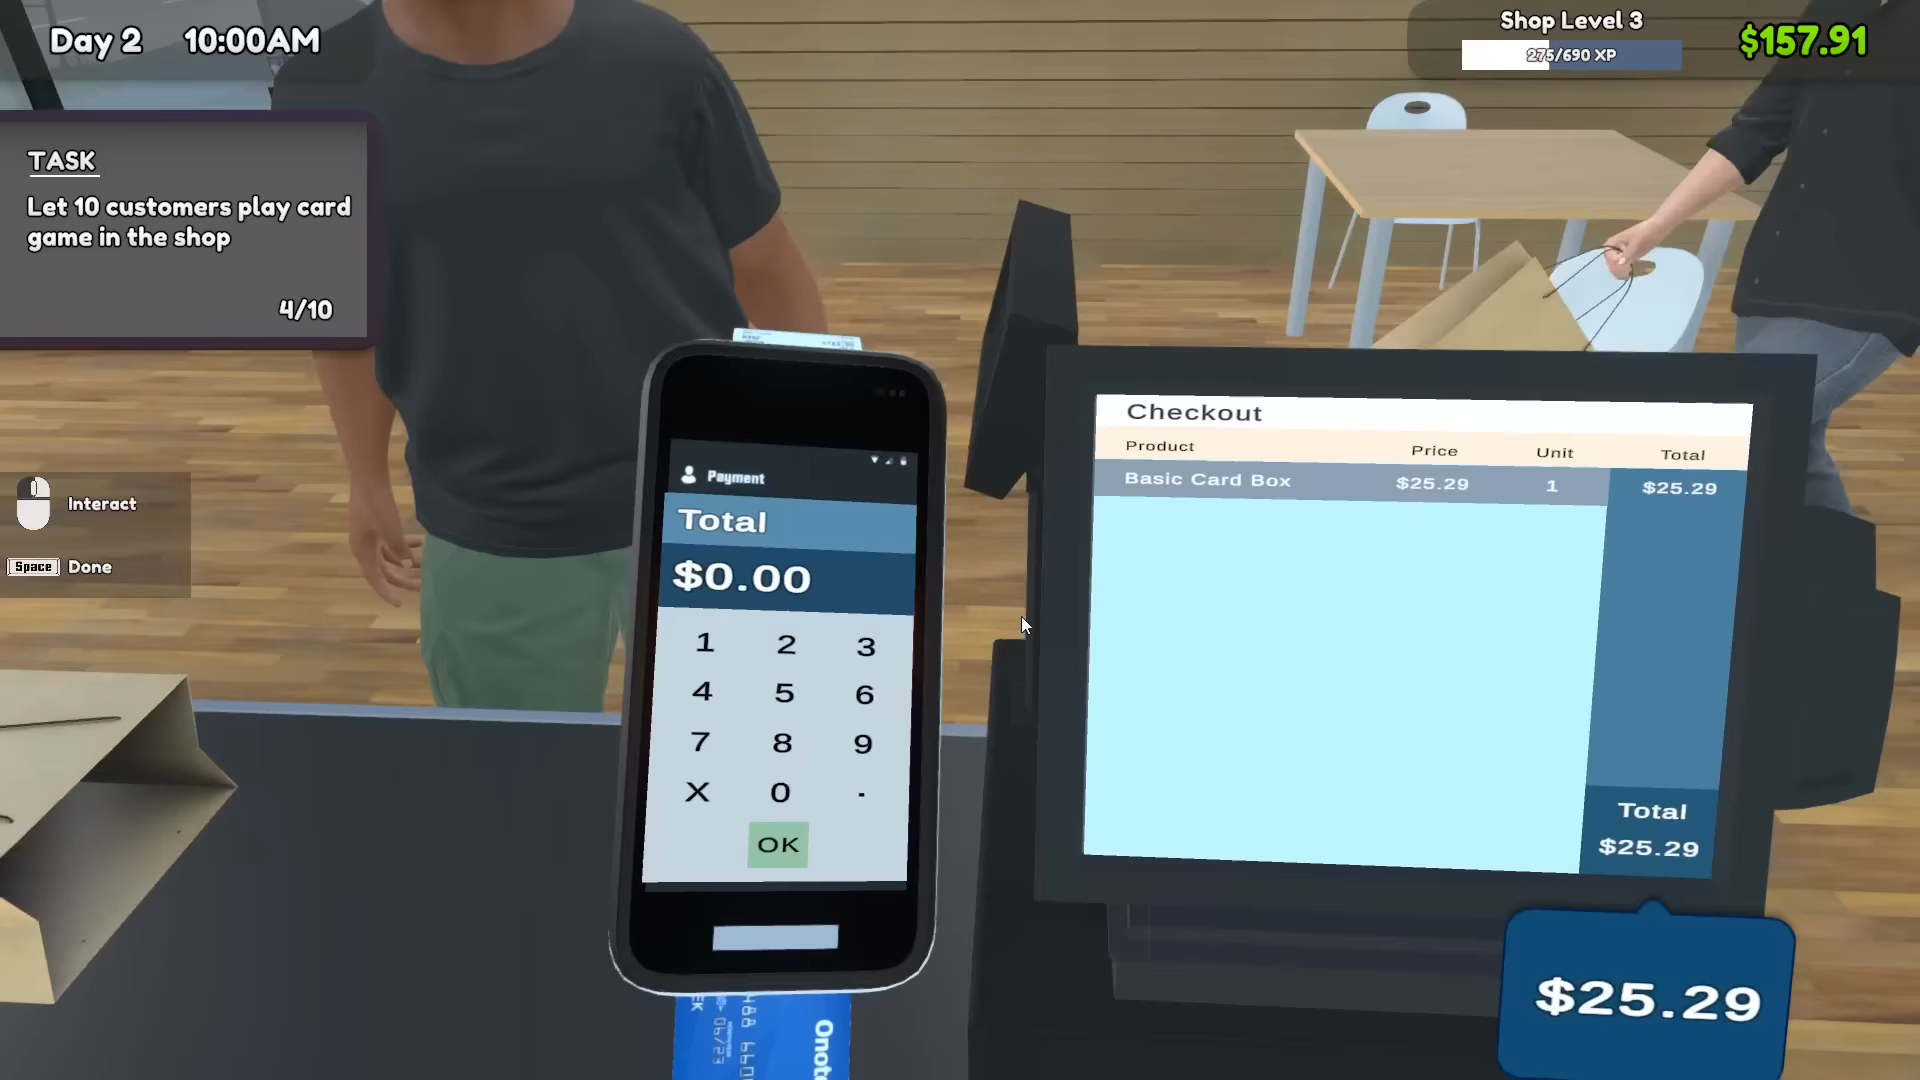 Day 2 10:00AM
Shop Level 3
275/690 XP
$157.91
TASK
Let 10 customers play card
game in the shop
4/10
Interact
Space Done
Payment
Total
$0.00
1 2 3
4 5 6
7 8 9
X 0 .
OK
Checkout
Product Price Unit Total
Basic Card Box $25.29 1 $25.29
Total
$25.29
$25.29